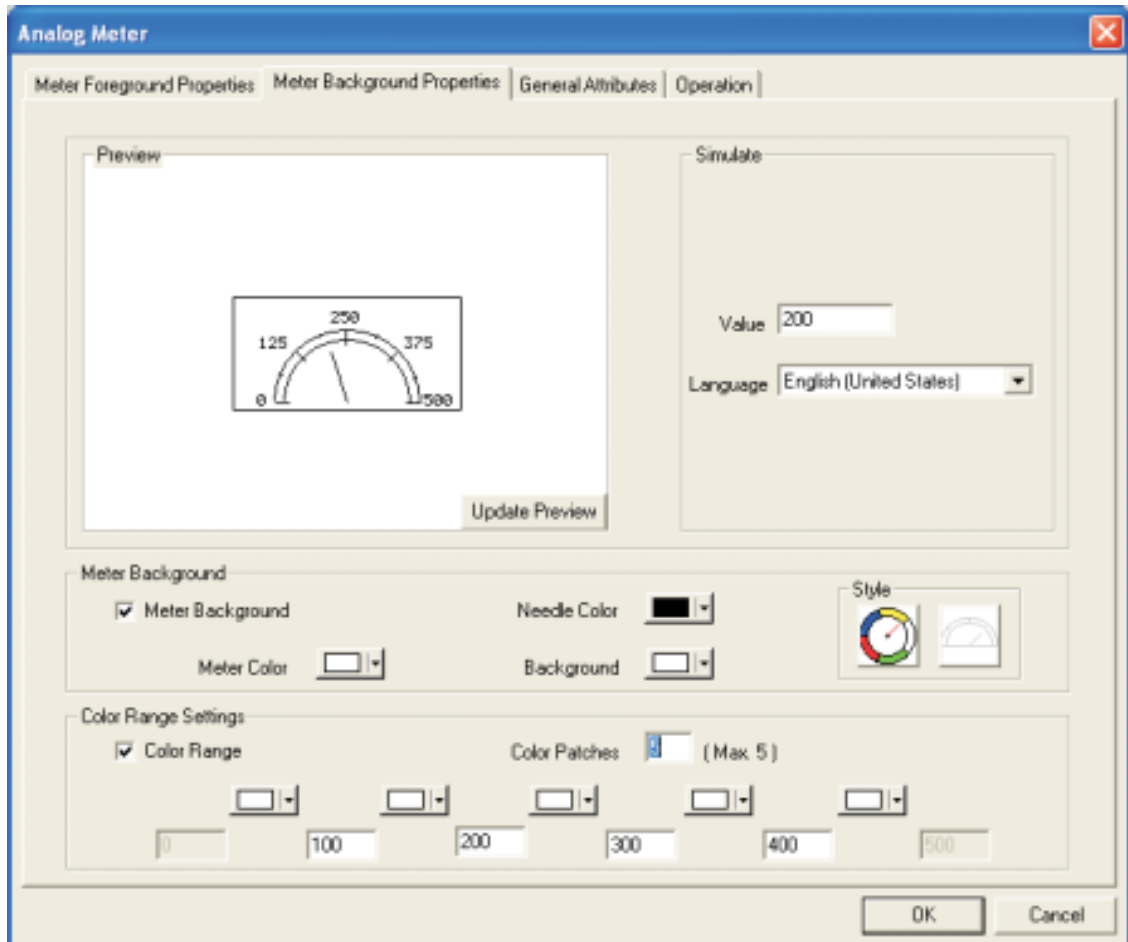 Analog Meter
Meter Foreground Properties
Meter Background Properties
General Attributes
Operation
Preview
250
125
375
0
500
Update Preview
Simulate
Value 200
Language English (United States)
Meter Background
Meter Background
Needle Color
Meter Color
Background
Style
Color Range Settings
Color Range
Color Patches
( Max. 5 )
0
100
200
300
400
500
OK
Cancel